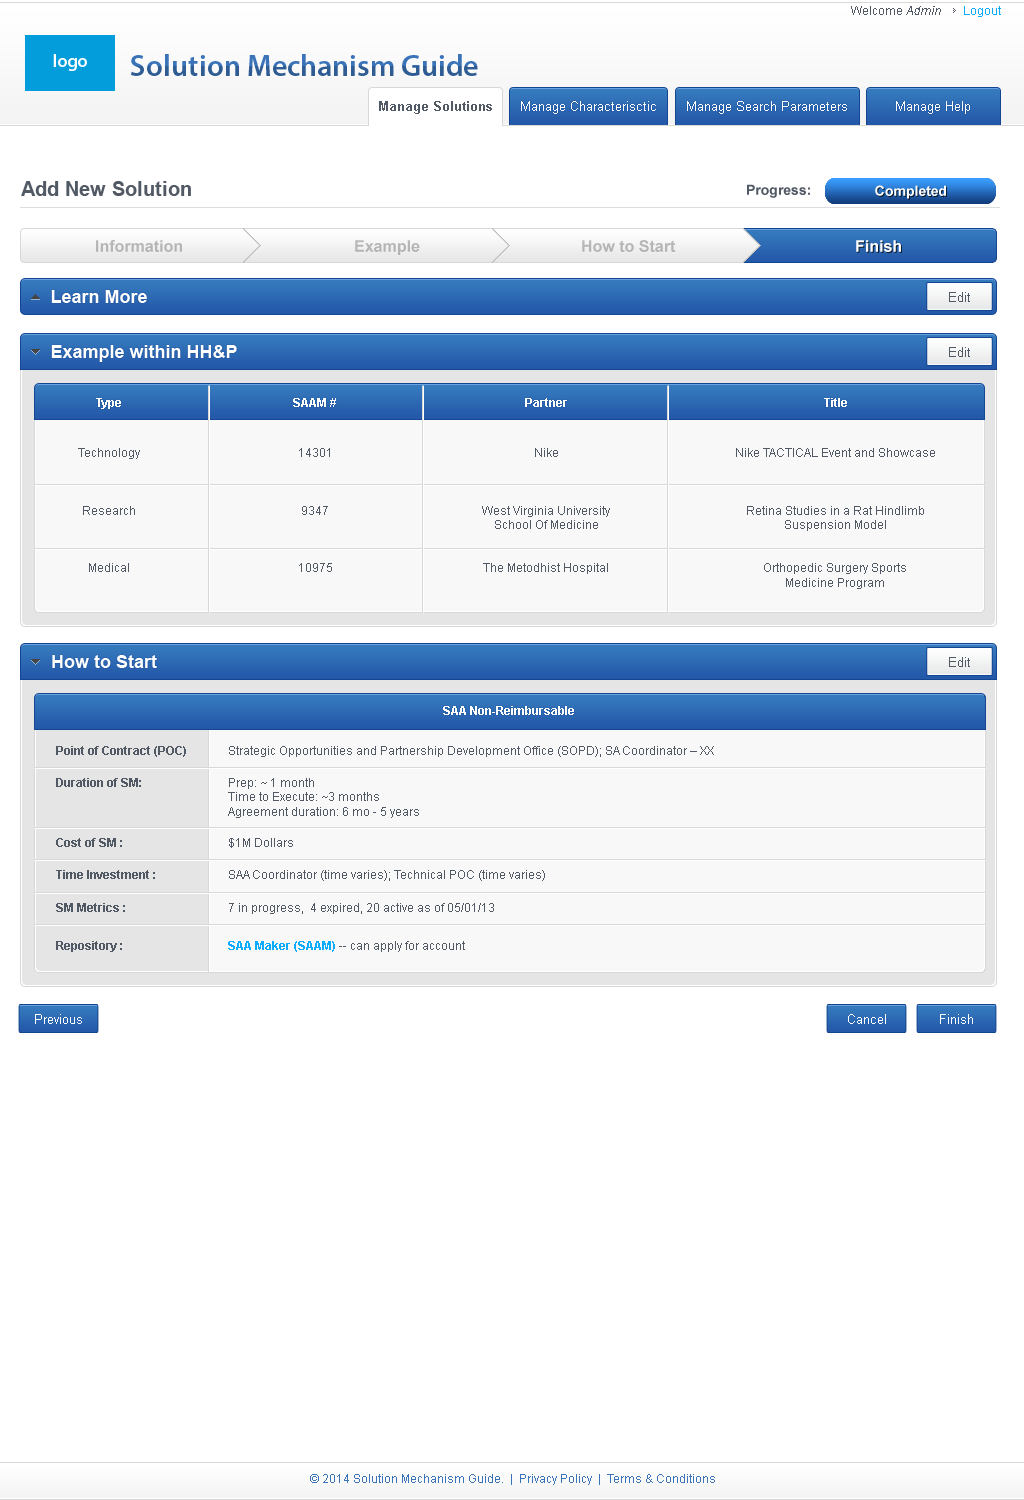 Welcome Admin › Logout
logo
Solution Mechanism Guide
Manage Solutions
Manage Characterisctic
Manage Search Parameters
Manage Help
Add New Solution
Progress: Completed
Information
Example
How to Start
Finish
Learn More
Edit
Example within HH&P
Edit
Type SAAM # Partner Title
Technology 14301 Nike Nike TACTICAL Event and Showcase
Research 9347 West Virginia University Retina Studies in a Rat Hindlimb
School Of Medicine Suspension Model
Medical 10975 The Metodhist Hospital Orthopedic Surgery Sports
Medicine Program
How to Start
Edit
SAA Non-Reimbursable
Point of Contract (POC) Strategic Opportunities and Partnership Development Office (SOPD); SA Coordinator – XX
Duration of SM: Prep: ~ 1 month
Time to Execute: ~3 months
Agreement duration: 6 mo - 5 years
Cost of SM : $1M Dollars
Time Investment : SAA Coordinator (time varies); Technical POC (time varies)
SM Metrics : 7 in progress, 4 expired, 20 active as of 05/01/13
Repository : SAA Maker (SAAM) -- can apply for account
Previous
Cancel
Finish
© 2014 Solution Mechanism Guide. | Privacy Policy | Terms & Conditions